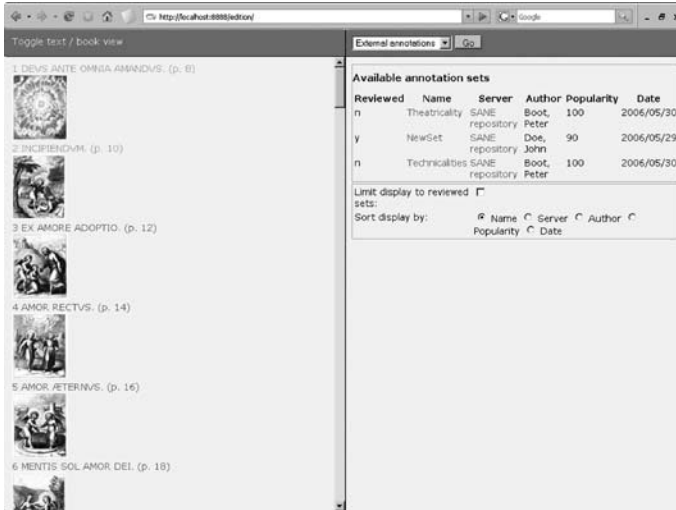 http://localhost:8888/edition/
Google
Toggle text / book view
External annotations
Go
1 DEVS ANTE OMNIA AMANDVS. (p. 8)
2 INCIPIENDVM. (p. 10)
3 EX AMORE ADOPTIO. (p. 12)
4 AMOR RECTVS. (p. 14)
5 AMOR ÆTERNVS. (p. 16)
6 MENTIS SOL AMOR DEI. (p. 18)
Available annotation sets
Reviewed Name Server Author Popularity Date
n Theatricality SANE Boot, 100 2006/05/30
repository Peter
y NewSet SANE Doe, 90 2006/05/29
repository John
n Technicalities SANE Boot, 100 2006/05/30
repository Peter
Limit display to reviewed
sets:
Sort display by: Name Server Author
Popularity Date